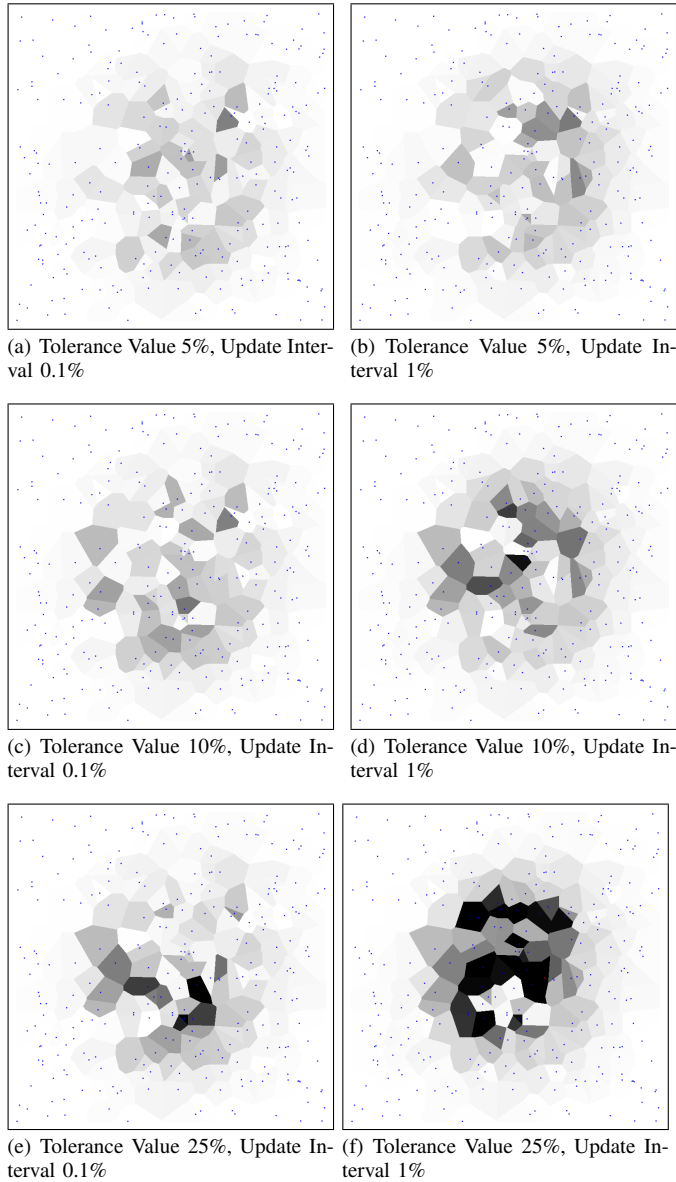 (a) Tolerance Value 5%, Update Inter-
val 0.1%
(b) Tolerance Value 5%, Update In-
terval 1%
(c) Tolerance Value 10%, Update In-
terval 0.1%
(d) Tolerance Value 10%, Update In-
terval 1%
(e) Tolerance Value 25%, Update In-
terval 0.1%
(f) Tolerance Value 25%, Update In-
terval 1%